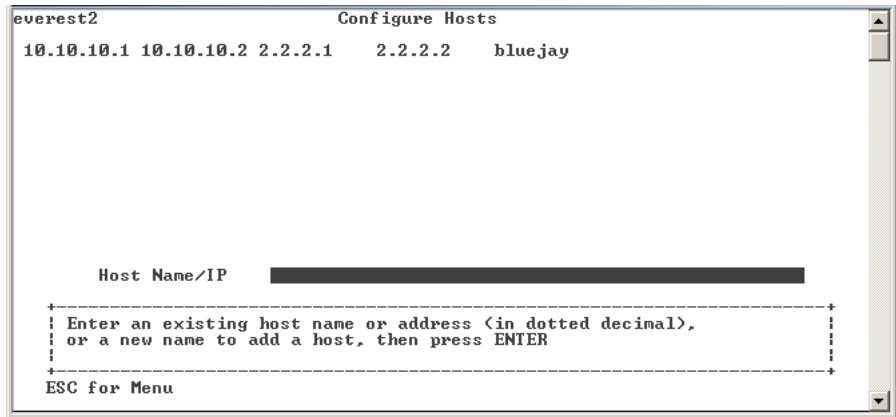 everest2 Configure Hosts
10.10.10.1 10.10.10.2 2.2.2.1 2.2.2.2 bluejay
Host Name/IP
Enter an existing host name or address (in dotted decimal),
or a new name to add a host, then press ENTER
ESC for Menu